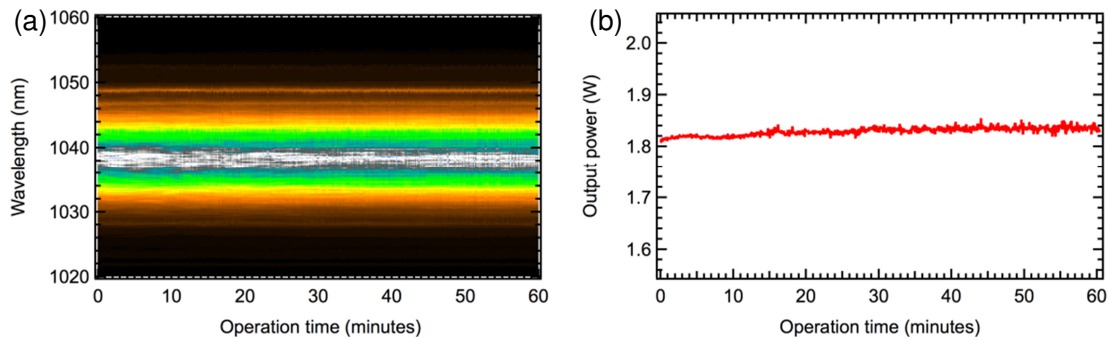 (a)
1060
1050
1040
1030
1020
Wavelength (nm)
0 10 20 30 40 50 60
Operation time (minutes)
(b)
2.0
1.9
1.8
1.7
1.6
Output power (W)
0 10 20 30 40 50 60
Operation time (minutes)